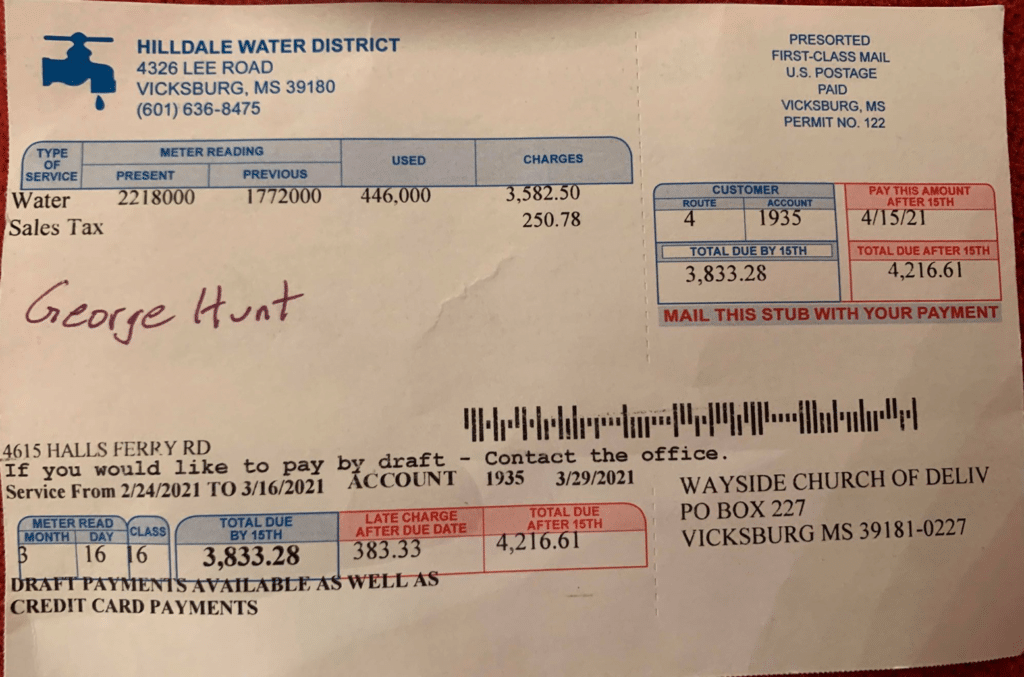 HILLDALE WATER DISTRICT
4326 LEE ROAD
VICKSBURG, MS 39180
(601) 636-8475
PRESORTED
FIRST-CLASS MAIL
U.S. POSTAGE
PAID
VICKSBURG, MS
PERMIT NO. 122
TYPE OF SERVICE METER READING USED CHARGES
PRESENT PREVIOUS
Water 2218000 1772000 446,000 3,582.50
Sales Tax 250.78
George Hunt
CUSTOMER PAY THIS AMOUNT AFTER 15TH
ROUTE ACCOUNT
4 1935 4/15/21
TOTAL DUE BY 15TH TOTAL DUE AFTER 15TH
3,833.28 4,216.61
MAIL THIS STUB WITH YOUR PAYMENT
4615 HALLS FERRY RD
If you would like to pay by draft - Contact the office.
Service From 2/24/2021 TO 3/16/2021 ACCOUNT 1935 3/29/2021
METER READ CLASS TOTAL DUE BY 15TH LATE CHARGE AFTER DUE DATE TOTAL DUE AFTER 15TH
MONTH DAY
3 16 16 3,833.28 383.33 4,216.61
DRAFT PAYMENTS AVAILABLE AS WELL AS
CREDIT CARD PAYMENTS
WAYSIDE CHURCH OF DELIV
PO BOX 227
VICKSBURG MS 39181-0227